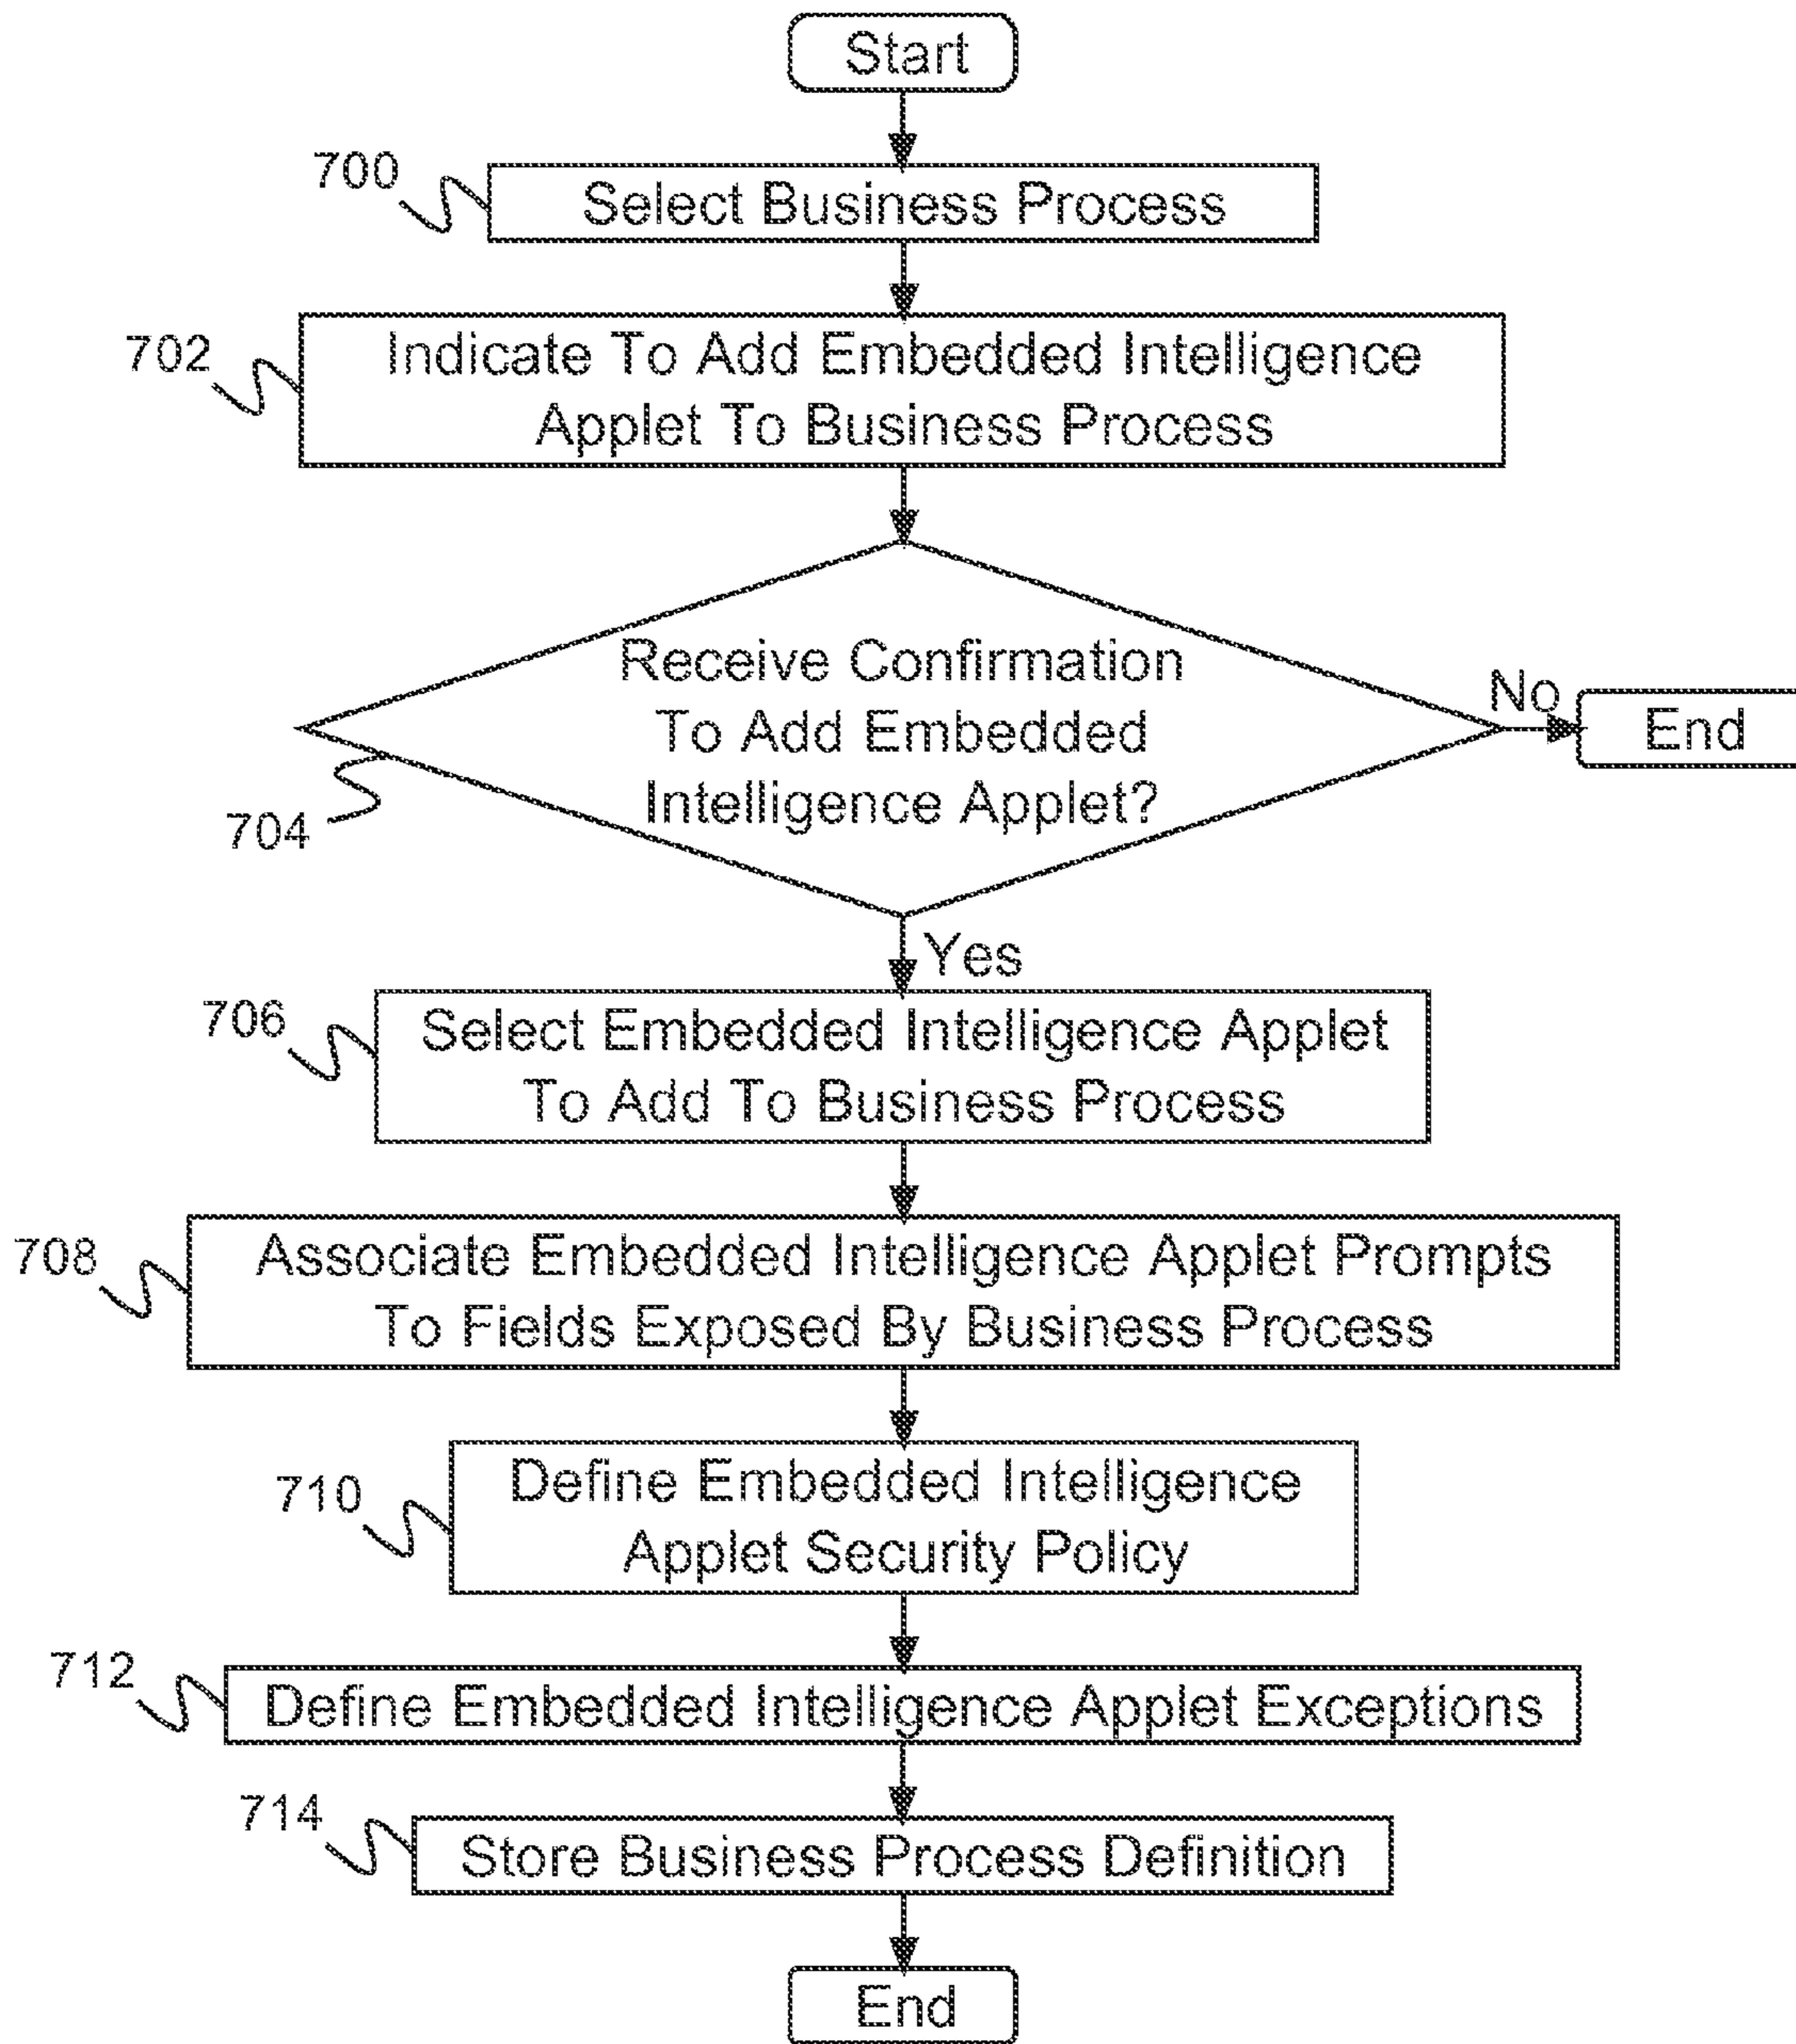 Start
700
Select Business Process
702
Indicate To Add Embedded Intelligence
Applet To Business Process
Receive Confirmation
To Add Embedded
Intelligence Applet?
No
End
704
Yes
706
Select Embedded Intelligence Applet
To Add To Business Process
708
Associate Embedded Intelligence Applet Prompts
To Fields Exposed By Business Process
710
Define Embedded Intelligence
Applet Security Policy
712
Define Embedded Intelligence Applet Exceptions
714
Store Business Process Definition
End